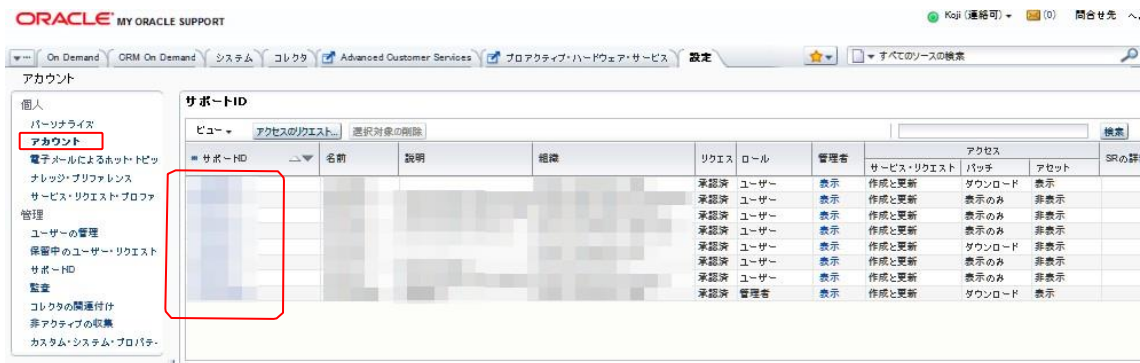 ORACLE MY ORACLE SUPPORT
Koji (連絡可) (0) 問合せ先
On Demand CRM On Demand システム コレクタ Advanced Customer Services プロアクティブ・ハードウェア・サービス 設定 すべてのソースの検索
アカウント
個人
パーソナライズ
アカウント
電子メールによるホット・トピッ
ナレッジ・プリファレンス
サービス・リクエスト・プロファ
管理
ユーザーの管理
保留中のユーザー・リクエスト
サポートID
監査
コレクタの関連付け
非アクティブの収集
カスタム・システム・プロパティ-
サポートID
ビュー アクセスのリクエスト... 選択対象の削除 検索
サポートID 名前 説明 組織 リクエス ロール 管理者 アクセス SRの詳
サービス・リクエスト パッチ アセット
承認済 ユーザー 表示 作成と更新 ダウンロード 表示
承認済 ユーザー 表示 作成と更新 表示のみ 非表示
承認済 ユーザー 表示 作成と更新 表示のみ 非表示
承認済 ユーザー 表示 作成と更新 表示のみ 非表示
承認済 ユーザー 表示 作成と更新 ダウンロード 非表示
承認済 ユーザー 表示 作成と更新 表示のみ 非表示
承認済 ユーザー 表示 作成と更新 表示のみ 非表示
承認済 管理者 表示 作成と更新 ダウンロード 表示